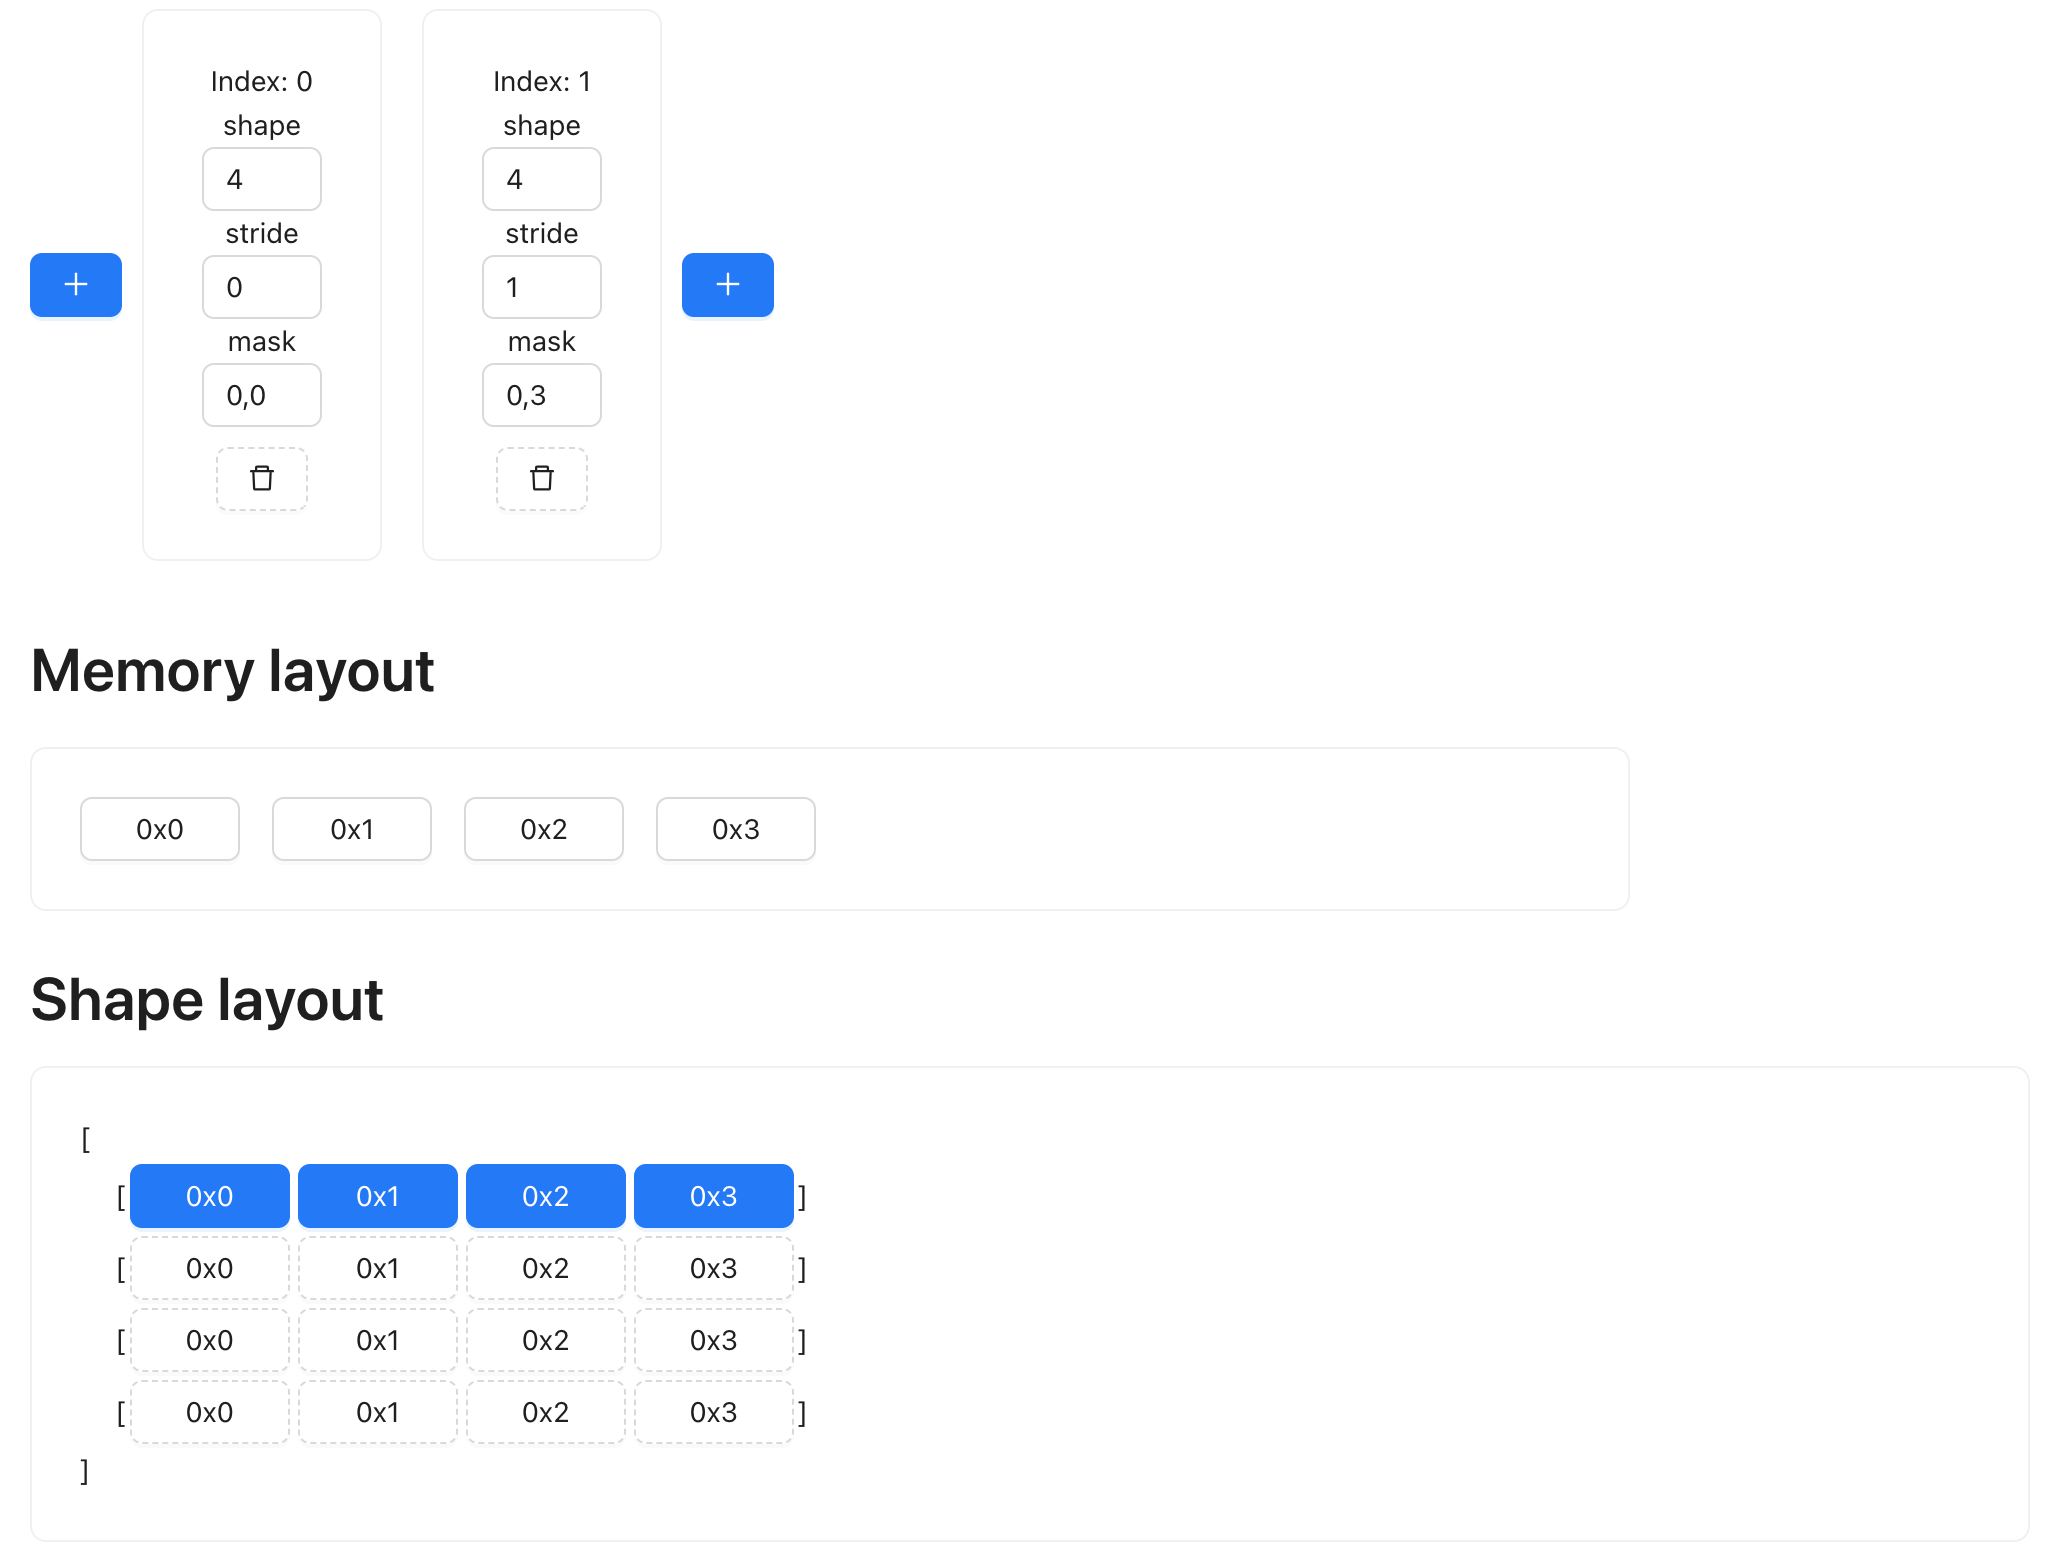 Index: 0 Index: 1
shape shape
4 4
stride stride
+ 0 1 +
mask mask
0,0 0,3
Memory layout
0x0 0x1 0x2 0x3
Shape layout
[
[ 0x0 0x1 0x2 0x3 ]
[ 0x0 0x1 0x2 0x3 ]
[ 0x0 0x1 0x2 0x3 ]
[ 0x0 0x1 0x2 0x3 ]
]